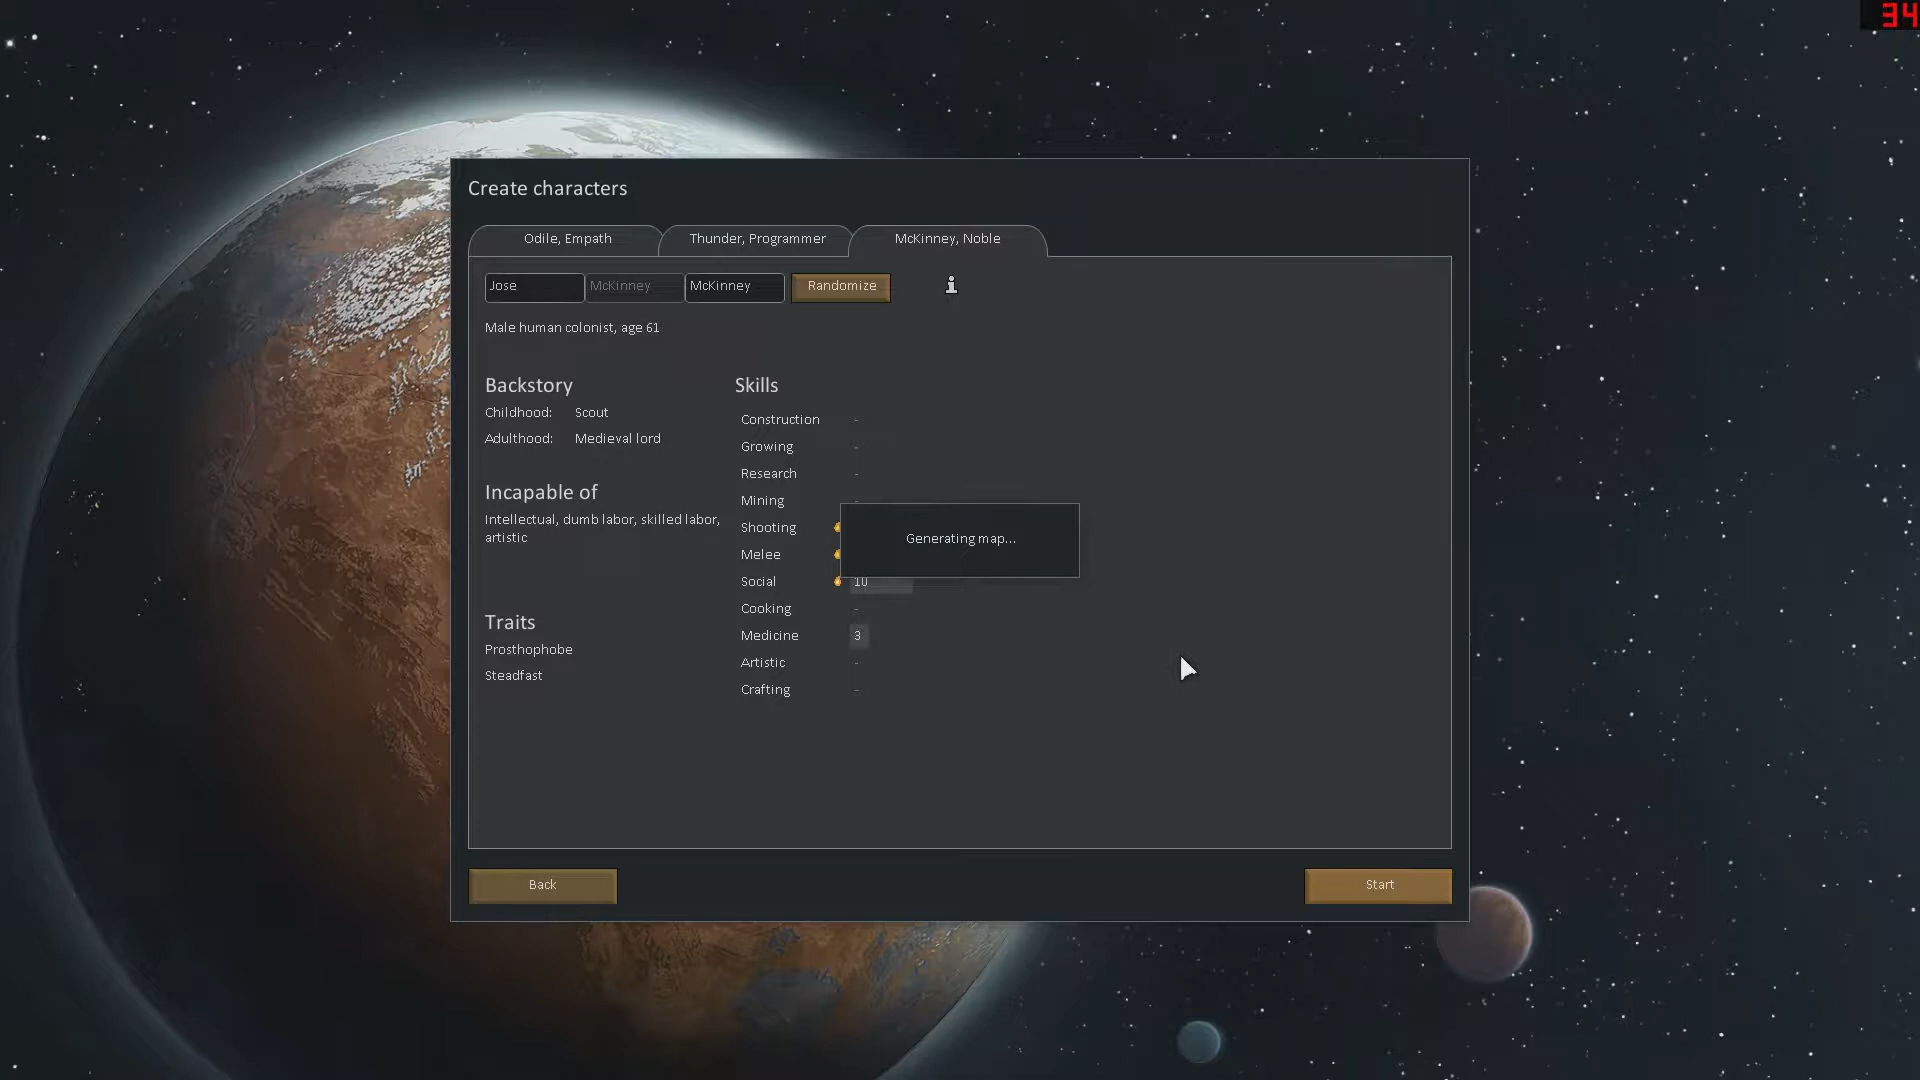 34
Create characters
Odile, Empath
Thunder, Programmer
McKinney, Noble
Jose
McKinney
McKinney
Randomize
Male human colonist, age 61
Backstory
Childhood: Scout
Adulthood: Medieval lord
Incapable of
Intellectual, dumb labor, skilled labor,
artistic
Traits
Prosthophobe
Steadfast
Skills
Construction -
Growing -
Research -
Mining -
Shooting
Melee
Social 10
Cooking -
Medicine 3
Artistic -
Crafting -
Generating map...
Back
Start